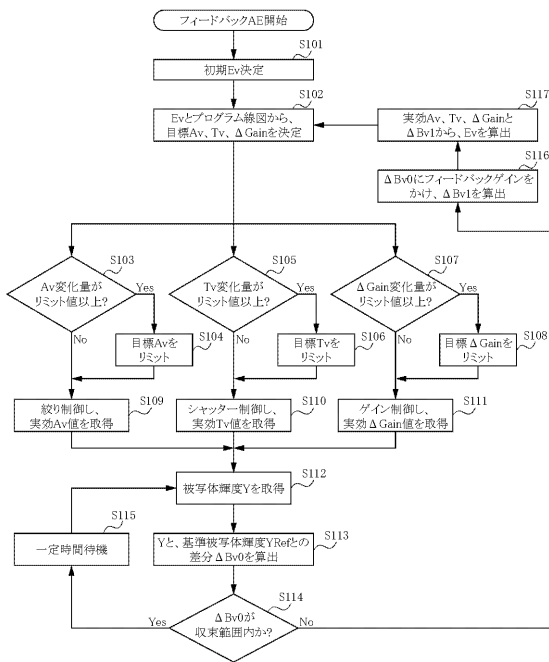 フィードバックAE開始
S101
初期Ev決定
S102
Evとプログラム線図から、
目標Av、Tv、ΔGainを決定
S117
実効Av、Tv、ΔGainと
ΔBv1から、Evを算出
S116
ΔBv0にフィードバックゲインを
かけ、ΔBv1を算出
S103
Av変化量が
リミット値以上?
Yes
No
S104
目標Avを
リミット
S105
Tv変化量が
リミット値以上?
Yes
No
S106
目標Tvを
リミット
S107
ΔGain変化量が
リミット値以上?
Yes
No
S108
目標ΔGainを
リミット
S109
絞り制御し、
実効Av値を取得
S110
シャッター制御し、
実効Tv値を取得
S111
ゲイン制御し、
実効ΔGain値を取得
S112
被写体輝度Yを取得
S115
一定時間待機
S113
Yと、基準被写体輝度YRefとの
差分ΔBv0を算出
S114
ΔBv0が
収束範囲内か?
Yes
No